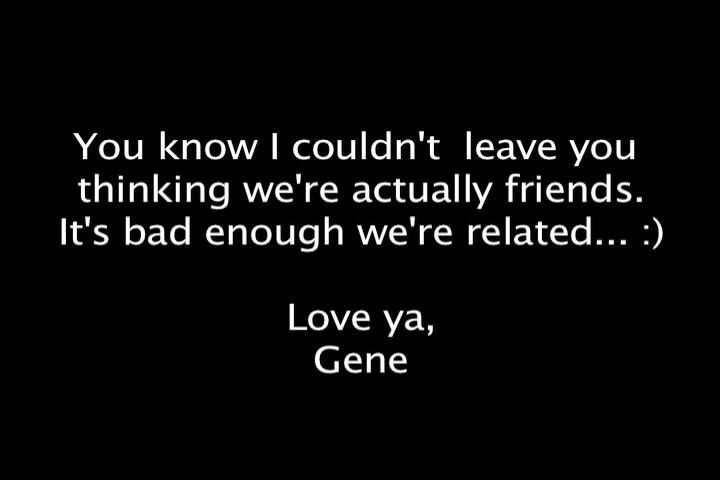 You know I couldn't  leave you
thinking we're actually friends.
It's bad enough we're related... :)
Love ya,
Gene